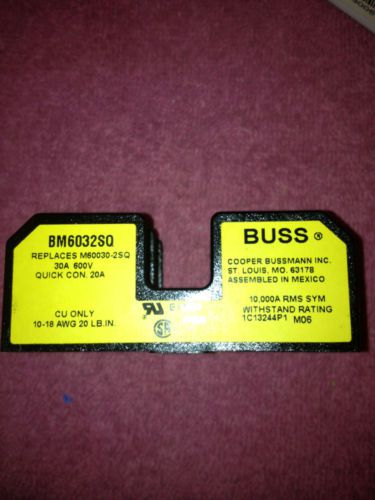 BM6032SQ
REPLACES M60030-2SQ
30A 600V
QUICK CON. 20A
CU ONLY
10-18 AWG 20 LB.IN.
BUSS ®
COOPER BUSSMANN INC.
ST. LOUIS, MO. 63178
ASSEMBLED IN MEXICO
10,000A RMS SYM
WITHSTAND RATING
1C13244P1 M06